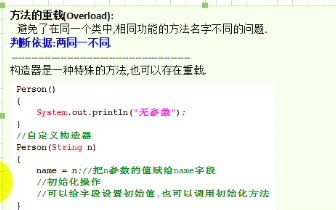 方法的重载(Overload):
避免了在同一个类中,相同功能的方法名字不同的问题.
判断依据:两同一不同.
----------------------------------------------
构造器是一种特殊的方法,也可以存在重载.
Person()
{
System.out.println("无参数");
}
//自定义构造器
Person(String n)
{
name = n;//把n参数的值赋给name字段
//初始化操作
//可以给字段设置初始值,也可以调用初始化方法
}